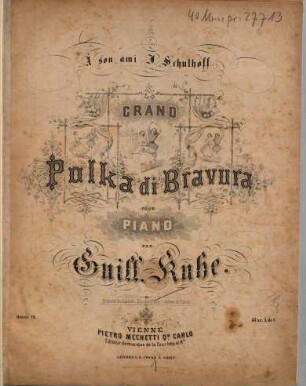 4° Mus. pr. 27713
À son ami J. Schulhoff.
GRAND
Polka di Bravura
POUR
PIANO
PAR
Guill. Kuhe.
VIENNE,
PIETRO MECHETTI Qm CARLO